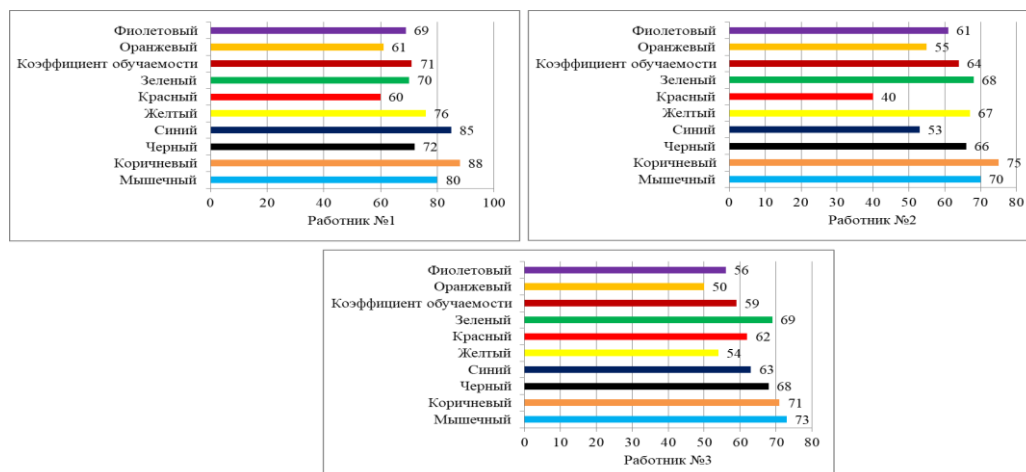 Фиолетовый 69
Оранжевый 61
Коэффициент обучаемости 71
Зеленый 70
Красный 60
Желтый 76
Синий 85
Черный 72
Коричневый 88
Мышечный 80
0 20 40 60 80 100
Работник №1
Фиолетовый 61
Оранжевый 55
Коэффициент обучаемости 64
Зеленый 68
Красный 40
Желтый 67
Синий 53
Черный 66
Коричневый 75
Мышечный 70
0 10 20 30 40 50 60 70 80
Работник №2
Фиолетовый 56
Оранжевый 50
Коэффициент обучаемости 59
Зеленый 69
Красный 62
Желтый 54
Синий 63
Черный 68
Коричневый 71
Мышечный 73
0 10 20 30 40 50 60 70 80
Работник №3